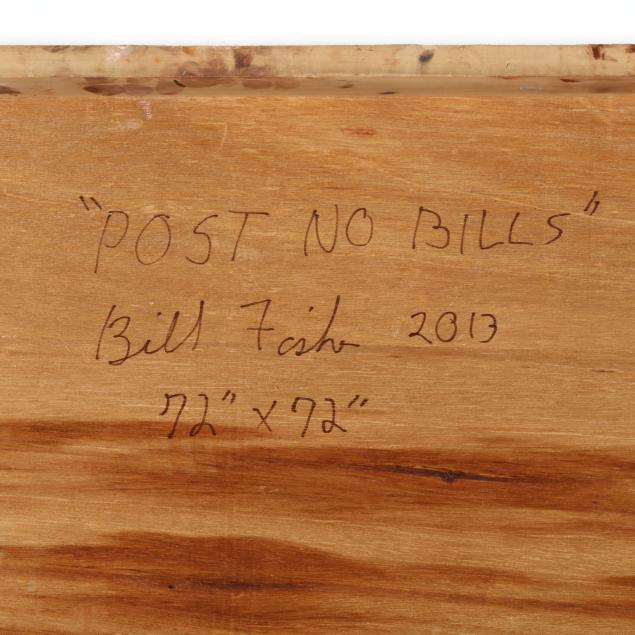 "POST NO BILLS"
Bill Fisher 2013
72" x 72"